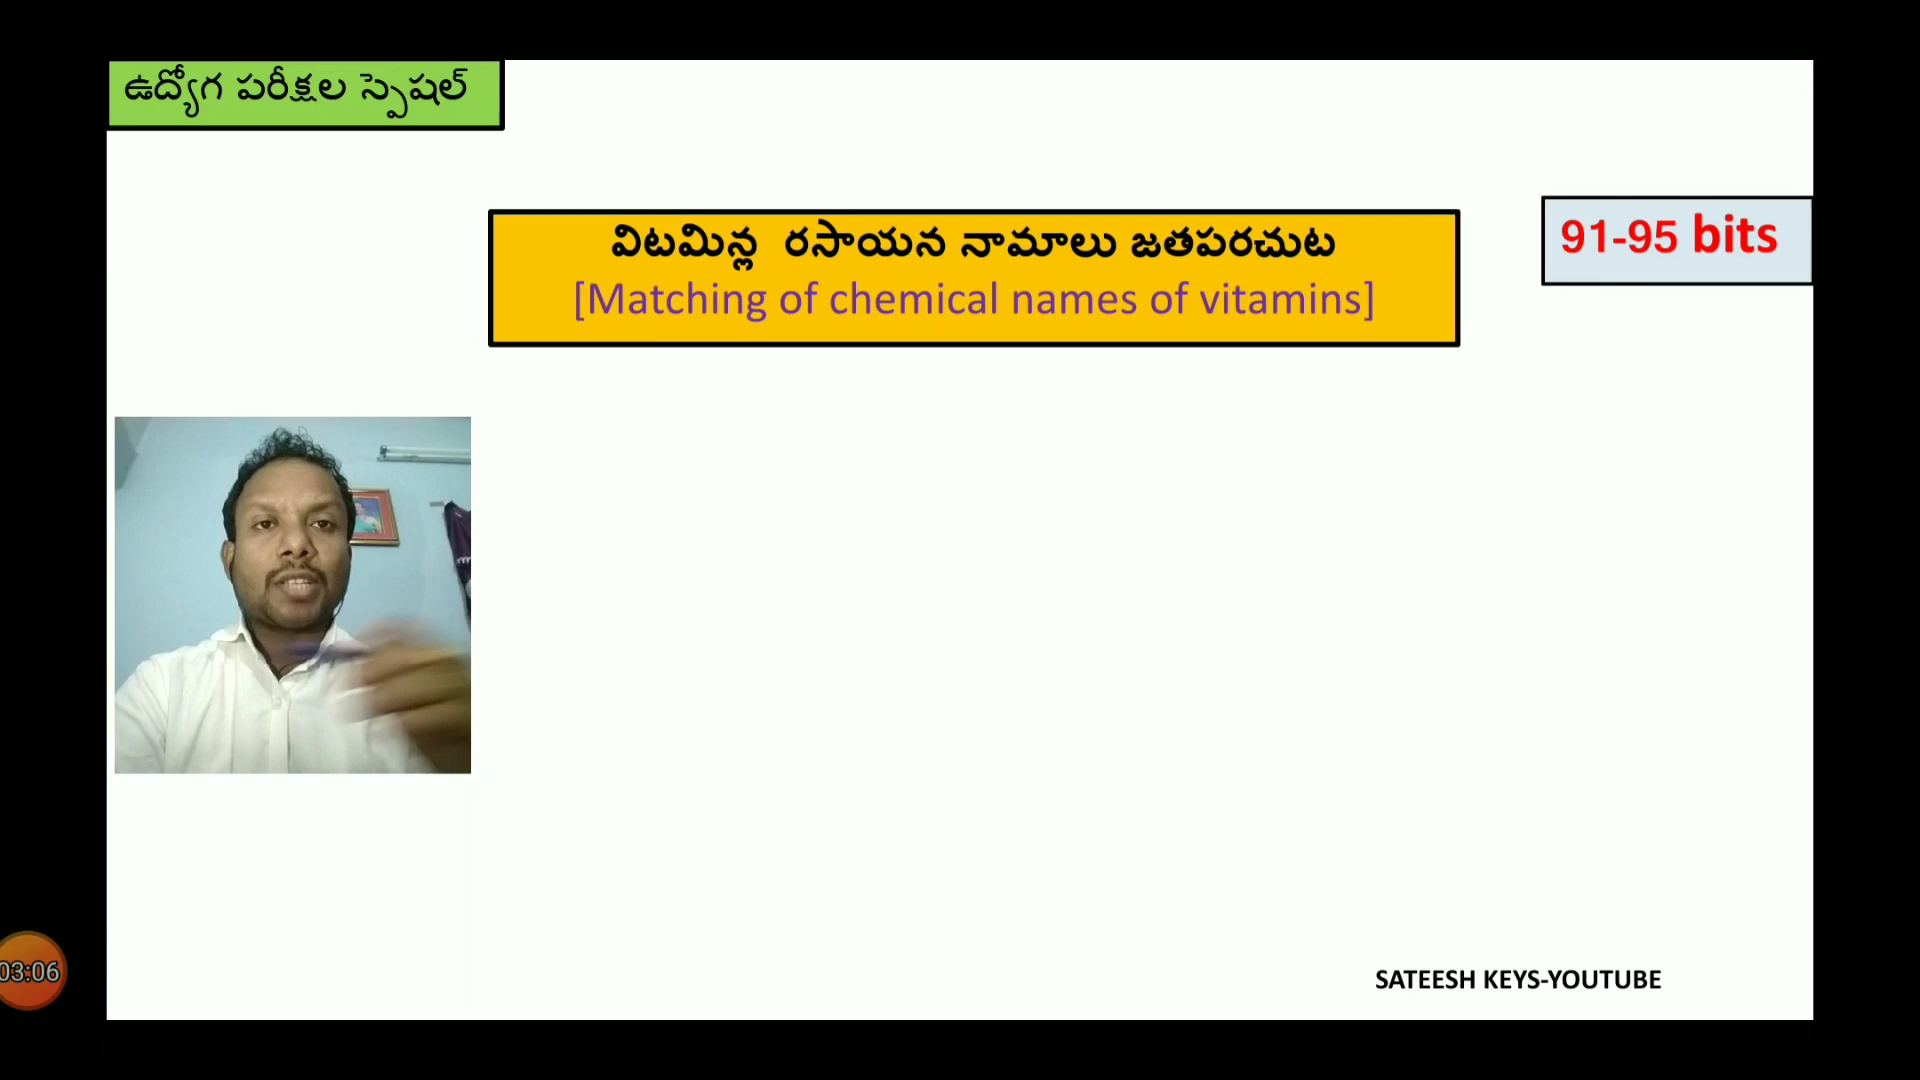 ఉద్యోగ పరీక్షల స్పెషల్
విటమిన్ల రసాయన నామాలు జతపరచుట
[Matching of chemical names of vitamins]
91-95 bits
03:06
SATEESH KEYS-YOUTUBE